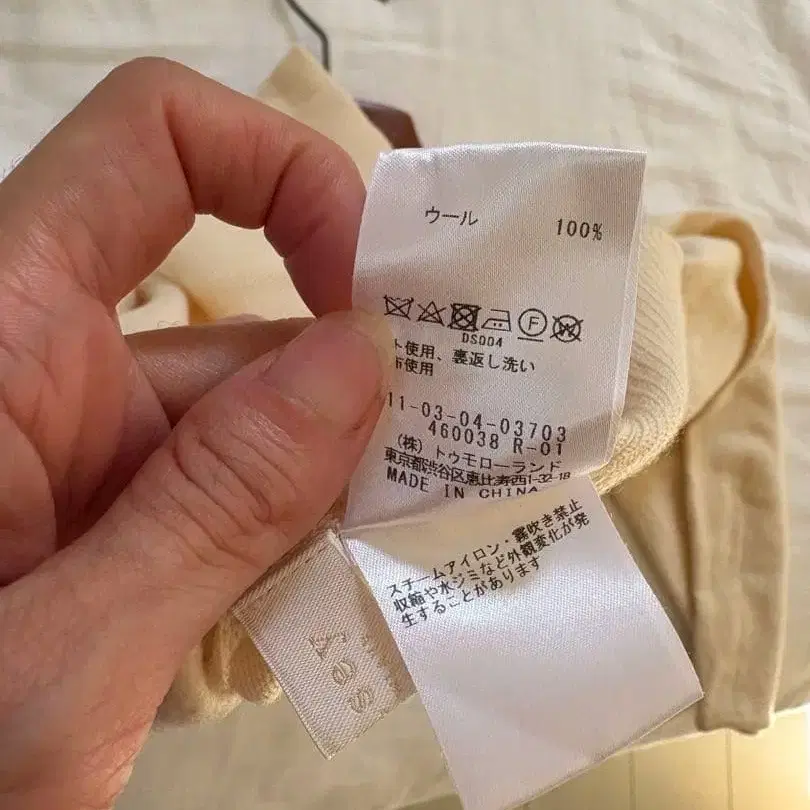 ウール 100%
F W
DS004
ト使用、裏返し洗い
布使用
11-03-04-03703
460038 R-01
(株) トゥモローランド
東京都渋谷区恵比寿西1-32-18
MADE IN CHINA
スチームアイロン・霧吹き禁止
収縮や水ジミなど外観変化が発
生することがあります